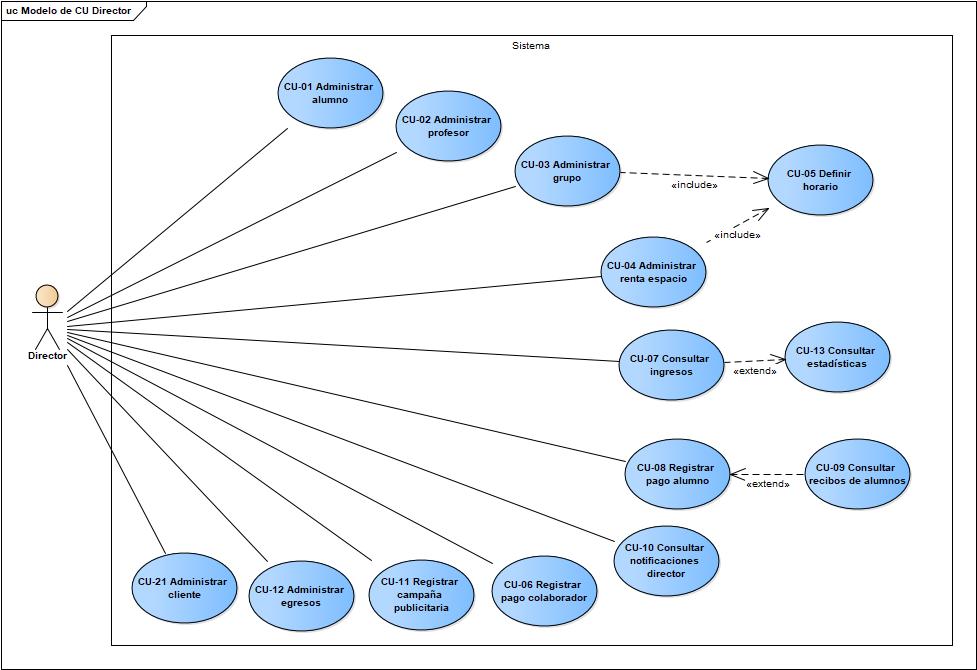 uc Modelo de CU Director
Sistema
CU-01 Administrar
alumno
CU-02 Administrar
profesor
CU-03 Administrar
grupo
«include»
CU-05 Definir
horario
«include»
CU-04 Administrar
renta espacio
Director
CU-07 Consultar
ingresos
«extend»
CU-13 Consultar
estadísticas
CU-08 Registrar
pago alumno
«extend»
CU-09 Consultar
recibos de alumnos
CU-10 Consultar
notificaciones
director
CU-21 Administrar
cliente
CU-12 Administrar
egresos
CU-11 Registrar
campaña
publicitaria
CU-06 Registrar
pago colaborador